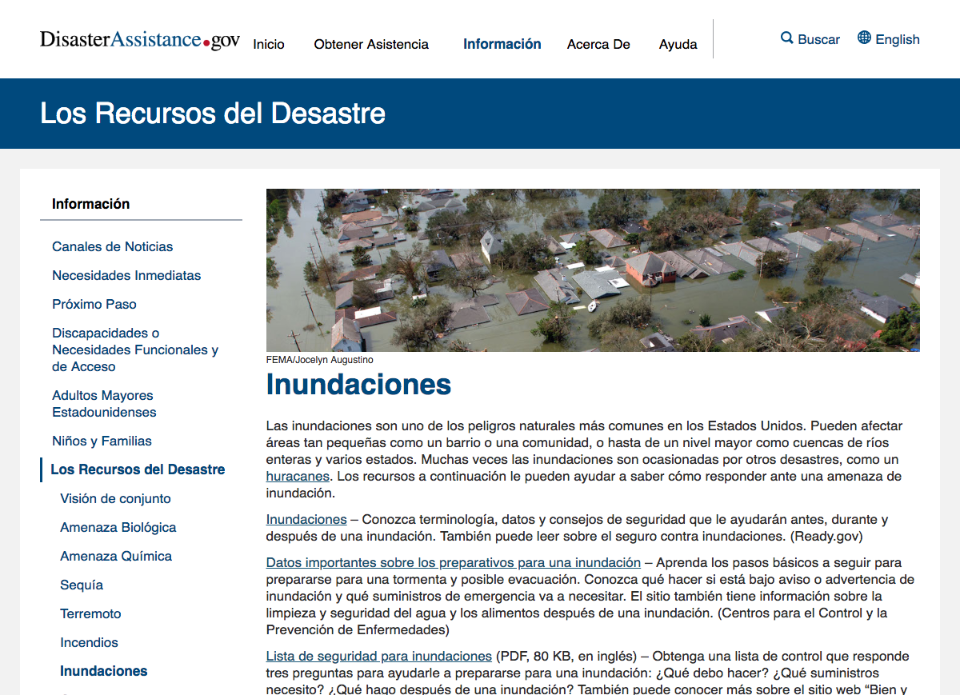 DisasterAssistance.gov
Inicio
Obtener Asistencia
Información
Acerca De
Ayuda
Buscar
English
Los Recursos del Desastre
Información
Canales de Noticias
Necesidades Inmediatas
Próximo Paso
Discapacidades o
Necesidades Funcionales y
de Acceso
Adultos Mayores
Estadounidenses
Niños y Familias
Los Recursos del Desastre
Visión de conjunto
Amenaza Biológica
Amenaza Química
Sequía
Terremoto
Incendios
Inundaciones
FEMA/Jocelyn Augustino
Inundaciones
Las inundaciones son uno de los peligros naturales más comunes en los Estados Unidos. Pueden afectar
áreas tan pequeñas como un barrio o una comunidad, o hasta de un nivel mayor como cuencas de ríos
enteras y varios estados. Muchas veces las inundaciones son ocasionadas por otros desastres, como un
huracanes. Los recursos a continuación le pueden ayudar a saber cómo responder ante una amenaza de
inundación.
Inundaciones – Conozca terminología, datos y consejos de seguridad que le ayudarán antes, durante y
después de una inundación. También puede leer sobre el seguro contra inundaciones. (Ready.gov)
Datos importantes sobre los preparativos para una inundación – Aprenda los pasos básicos a seguir para
prepararse para una tormenta y posible evacuación. Conozca qué hacer si está bajo aviso o advertencia de
inundación y qué suministros de emergencia va a necesitar. El sitio también tiene información sobre la
limpieza y seguridad del agua y los alimentos después de una inundación. (Centros para el Control y la
Prevención de Enfermedades)
Lista de seguridad para inundaciones (PDF, 80 KB, en inglés) – Obtenga una lista de control que responde
tres preguntas para ayudarle a prepararse para una inundación: ¿Qué debo hacer? ¿Qué suministros
necesito? ¿Qué hago después de una inundación? También puede conocer más sobre el sitio web “Bien y